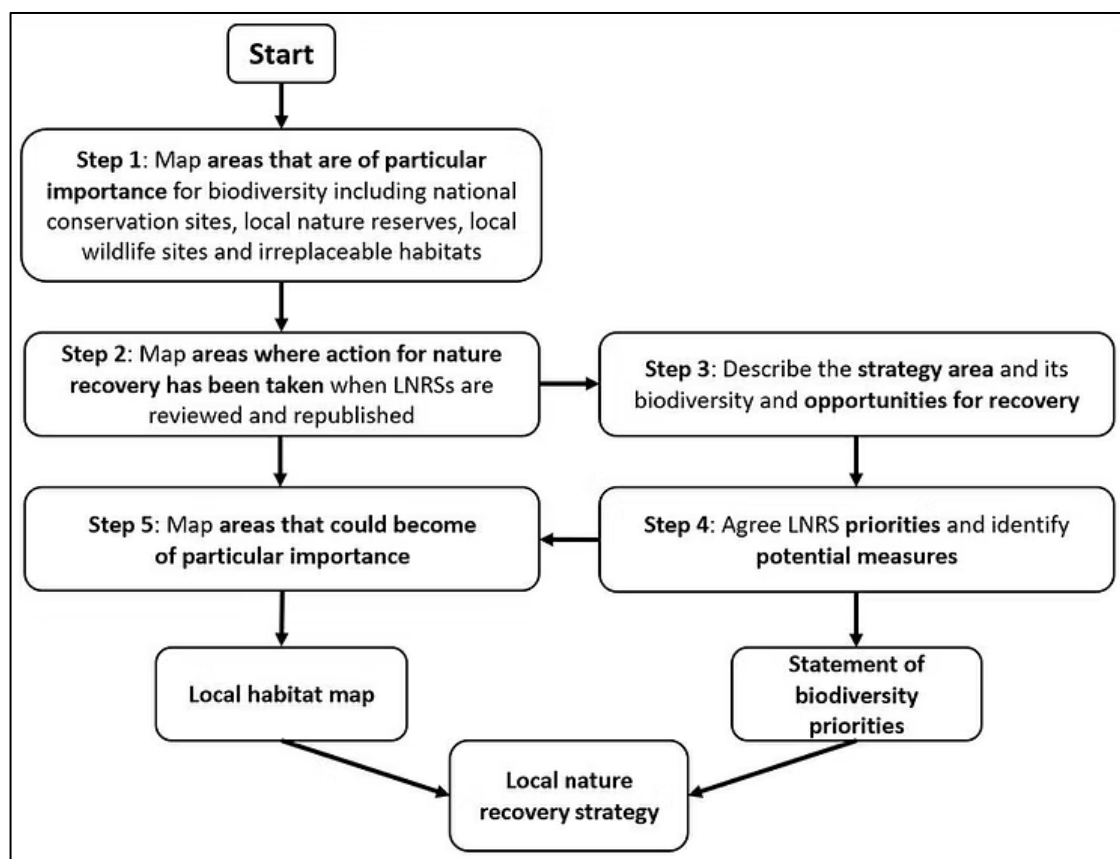 Start
Step 1: Map areas that are of particular
importance for biodiversity including national
conservation sites, local nature reserves, local
wildlife sites and irreplaceable habitats
Step 2: Map areas where action for nature
recovery has been taken when LNRSs are
reviewed and republished
Step 3: Describe the strategy area and its
biodiversity and opportunities for recovery
Step 4: Agree LNRS priorities and identify
potential measures
Step 5: Map areas that could become
of particular importance
Local habitat map
Statement of
biodiversity
priorities
Local nature
recovery strategy